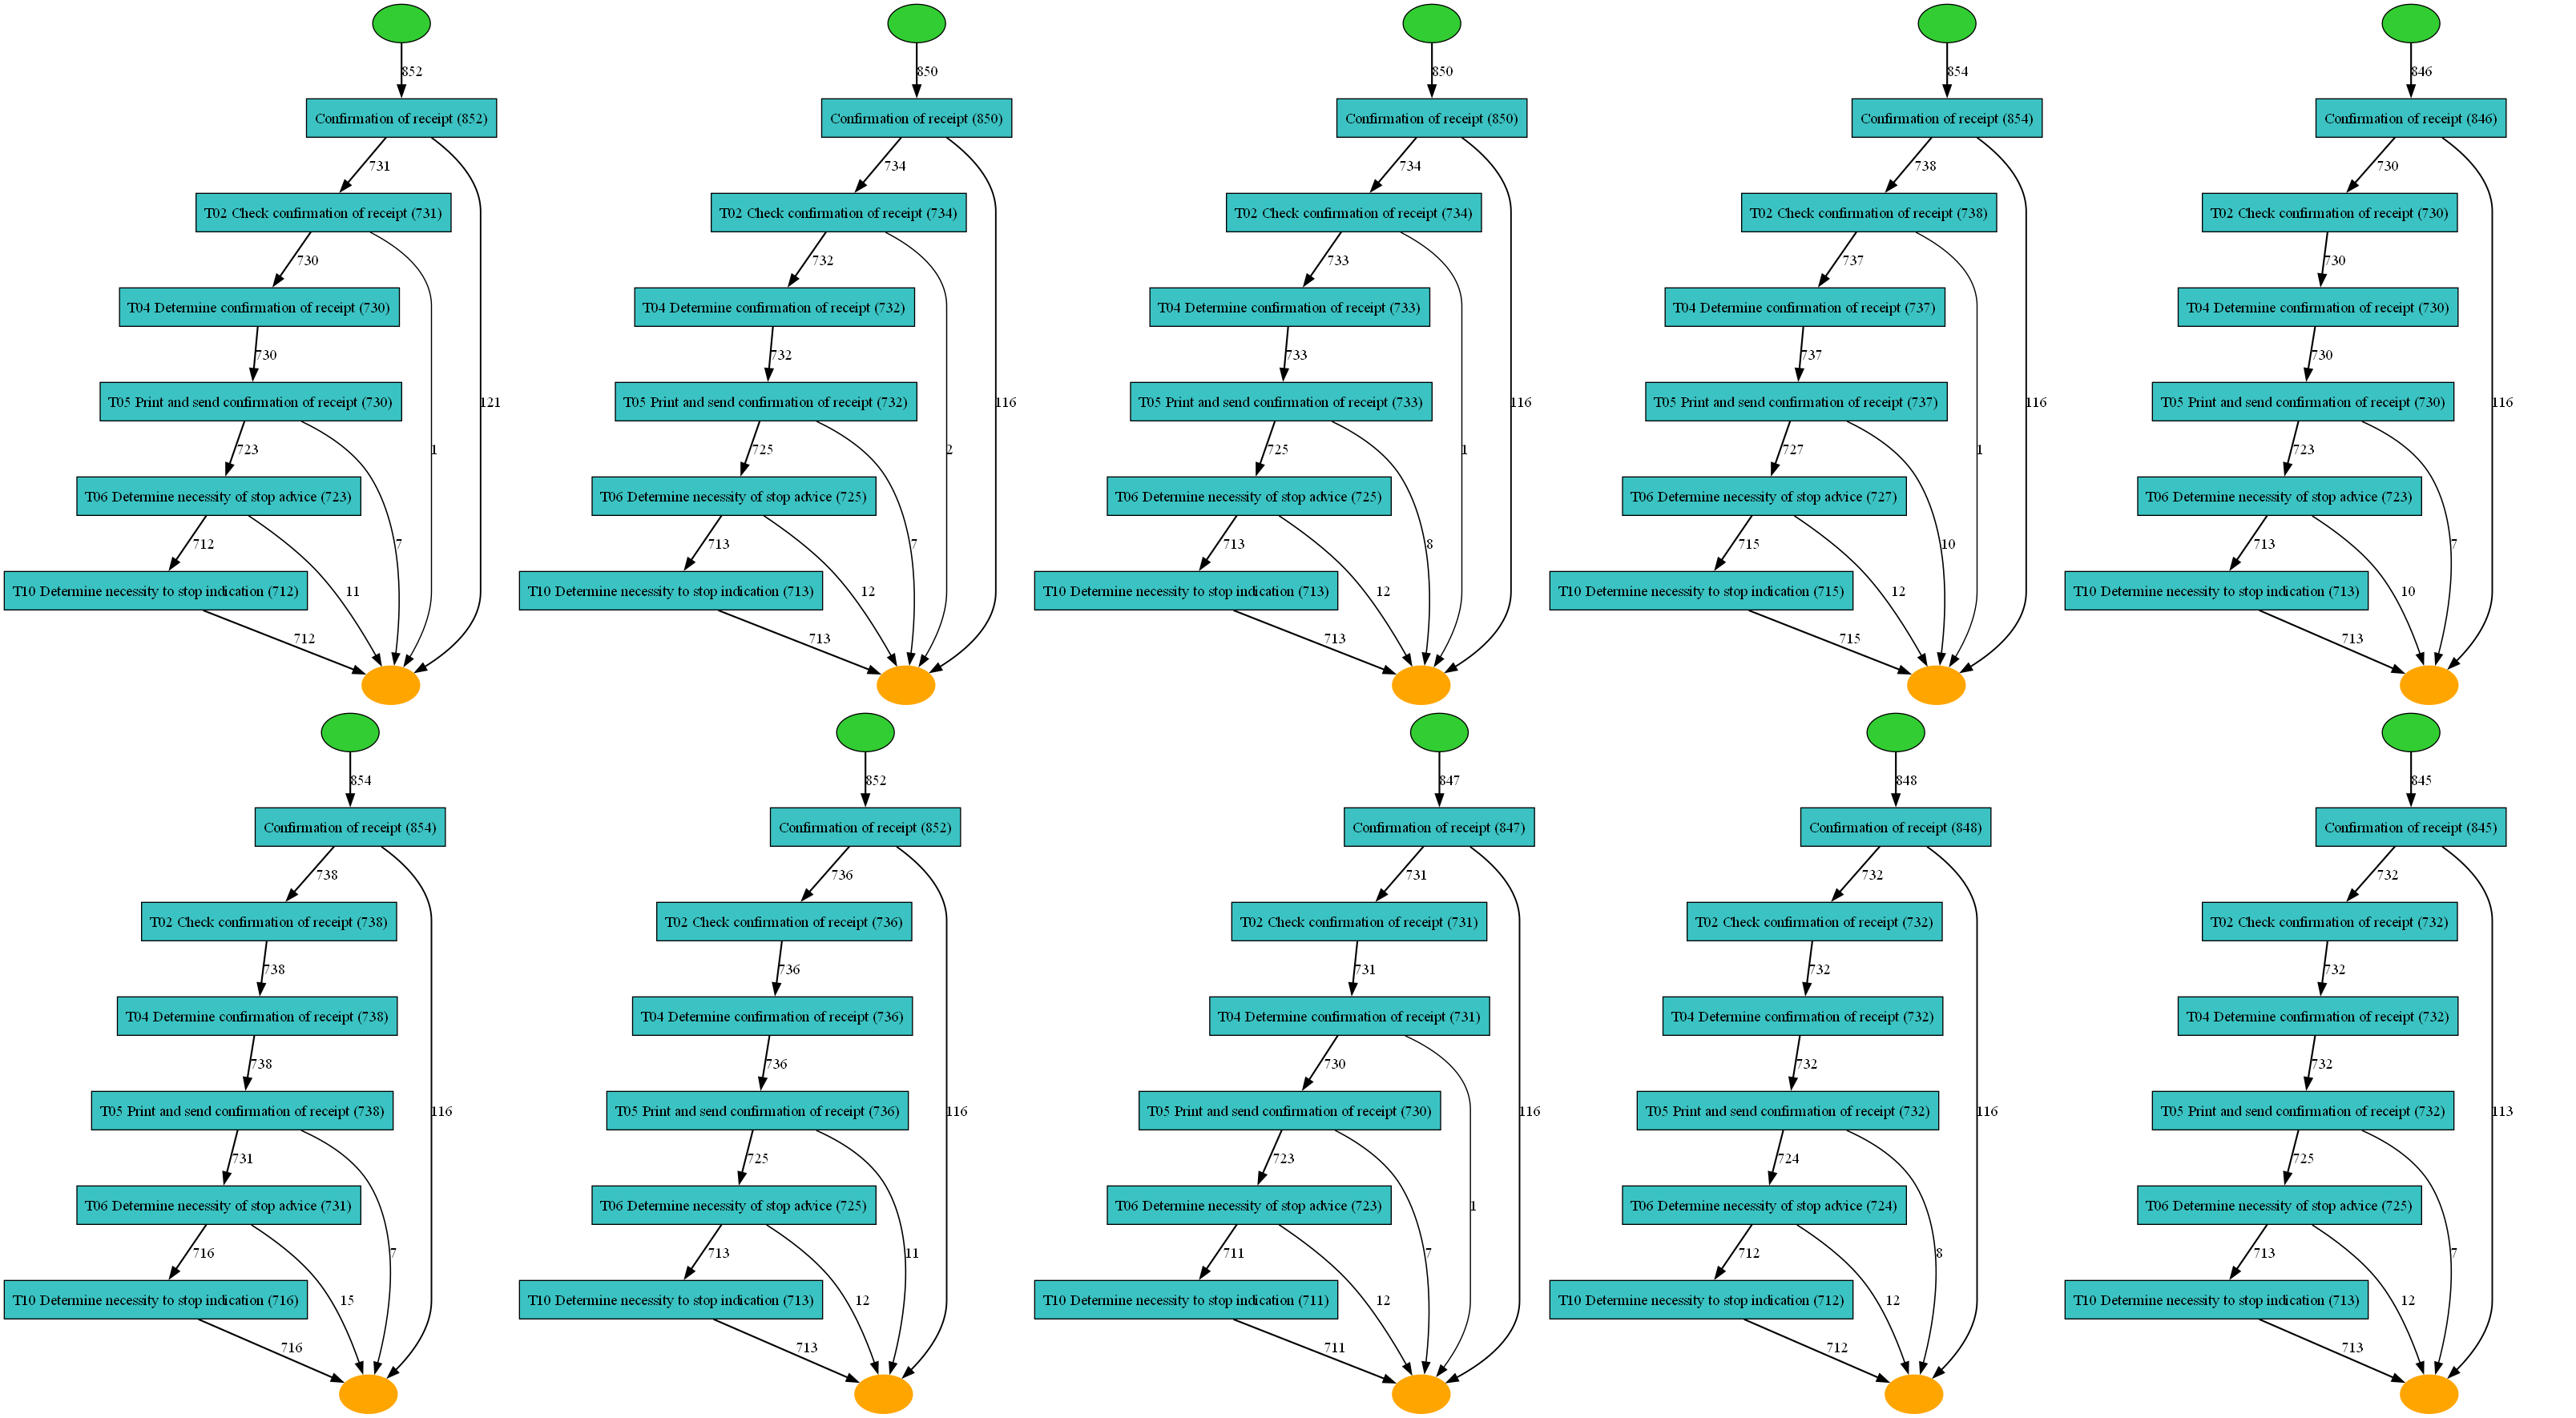 852
Confirmation of receipt (852)
731
T02 Check confirmation of receipt (731)
730
T04 Determine confirmation of receipt (730)
730
T05 Print and send confirmation of receipt (730)
121
723
1
T06 Determine necessity of stop advice (723)
712
7
11
T10 Determine necessity to stop indication (712)
712
850
Confirmation of receipt (850)
734
T02 Check confirmation of receipt (734)
732
T04 Determine confirmation of receipt (732)
732
T05 Print and send confirmation of receipt (732)
116
725
2
T06 Determine necessity of stop advice (725)
713
7
12
T10 Determine necessity to stop indication (713)
713
850
Confirmation of receipt (850)
734
T02 Check confirmation of receipt (734)
733
T04 Determine confirmation of receipt (733)
733
T05 Print and send confirmation of receipt (733)
116
725
1
T06 Determine necessity of stop advice (725)
713
8
12
T10 Determine necessity to stop indication (713)
713
854
Confirmation of receipt (854)
738
T02 Check confirmation of receipt (738)
737
T04 Determine confirmation of receipt (737)
737
T05 Print and send confirmation of receipt (737)
116
727
1
T06 Determine necessity of stop advice (727)
715
10
12
T10 Determine necessity to stop indication (715)
715
846
Confirmation of receipt (846)
730
T02 Check confirmation of receipt (730)
730
T04 Determine confirmation of receipt (730)
730
T05 Print and send confirmation of receipt (730)
116
723
T06 Determine necessity of stop advice (723)
713
7
10
T10 Determine necessity to stop indication (713)
713
854
Confirmation of receipt (854)
738
T02 Check confirmation of receipt (738)
738
T04 Determine confirmation of receipt (738)
738
T05 Print and send confirmation of receipt (738)
116
731
T06 Determine necessity of stop advice (731)
716
7
15
T10 Determine necessity to stop indication (716)
716
852
Confirmation of receipt (852)
736
T02 Check confirmation of receipt (736)
736
T04 Determine confirmation of receipt (736)
736
T05 Print and send confirmation of receipt (736)
116
725
T06 Determine necessity of stop advice (725)
713
11
12
T10 Determine necessity to stop indication (713)
713
847
Confirmation of receipt (847)
731
T02 Check confirmation of receipt (731)
731
T04 Determine confirmation of receipt (731)
730
T05 Print and send confirmation of receipt (730)
116
723
T06 Determine necessity of stop advice (723)
1
711
7
12
T10 Determine necessity to stop indication (711)
711
848
Confirmation of receipt (848)
732
T02 Check confirmation of receipt (732)
732
T04 Determine confirmation of receipt (732)
732
T05 Print and send confirmation of receipt (732)
116
724
T06 Determine necessity of stop advice (724)
712
8
12
T10 Determine necessity to stop indication (712)
712
845
Confirmation of receipt (845)
732
T02 Check confirmation of receipt (732)
732
T04 Determine confirmation of receipt (732)
732
T05 Print and send confirmation of receipt (732)
113
725
T06 Determine necessity of stop advice (725)
713
7
12
T10 Determine necessity to stop indication (713)
713